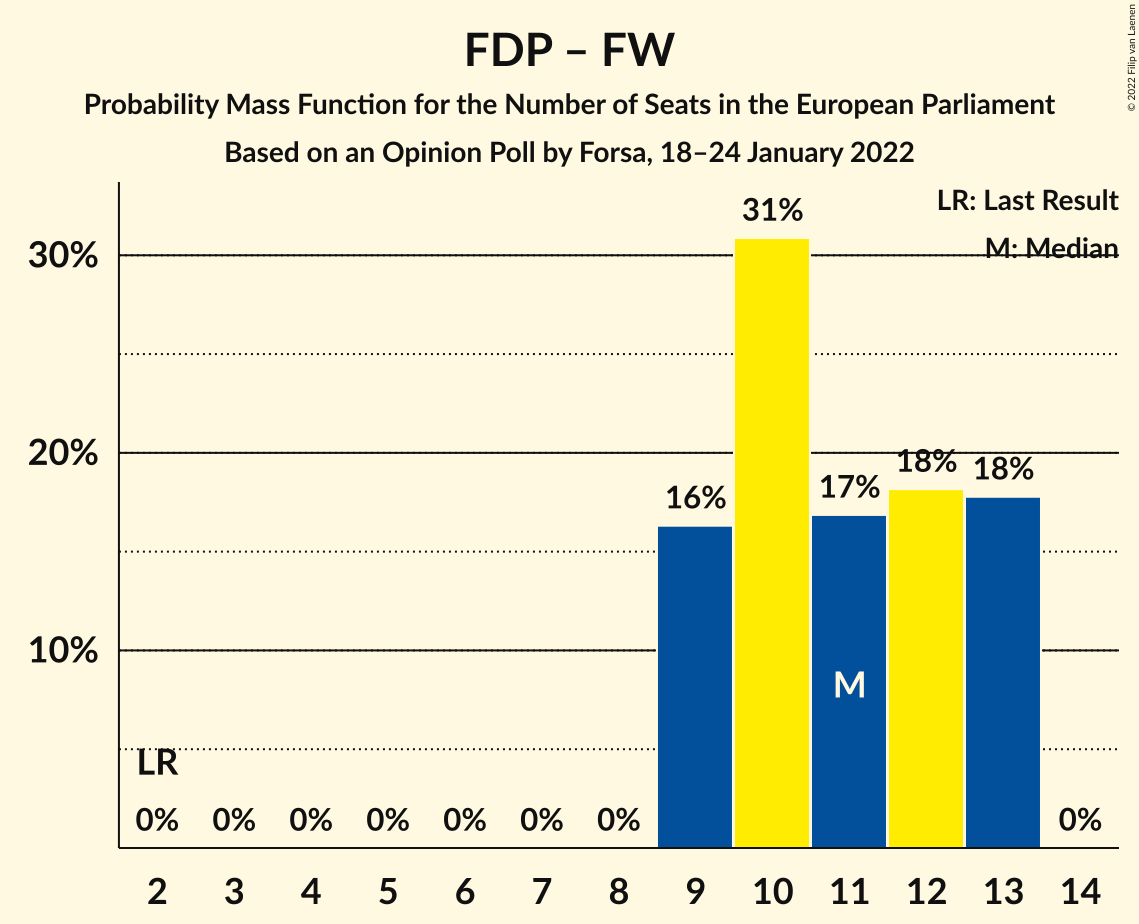 FDP – FW
Probability Mass Function for the Number of Seats in the European Parliament
Based on an Opinion Poll by Forsa, 18–24 January 2022
© 2022 Filip van Laenen
LR: Last Result
M: Median
30%
20%
10%
31%
16%
17%
18%
18%
M
LR
0%
0%
0%
0%
0%
0%
0%
0%
2 3 4 5 6 7 8 9 10 11 12 13 14